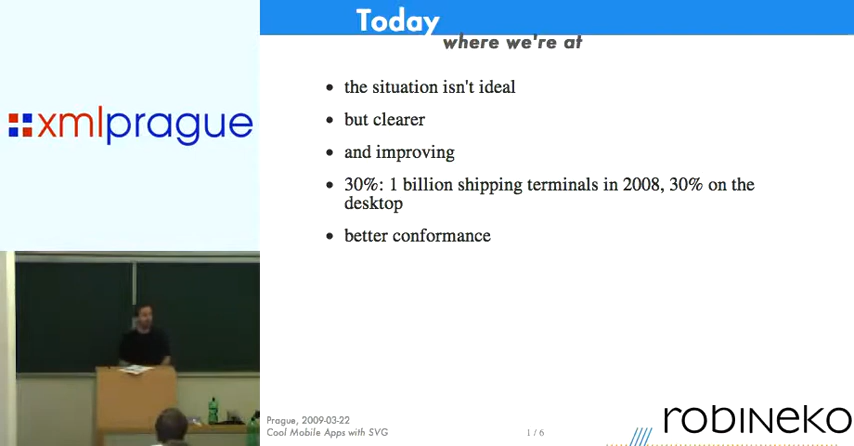 Today
where we're at
xmlprague
• the situation isn't ideal
• but clearer
• and improving
• 30%: 1 billion shipping terminals in 2008, 30% on the
desktop
• better conformance
Prague, 2009-03-22
Cool Mobile Apps with SVG
1 / 6
robineko